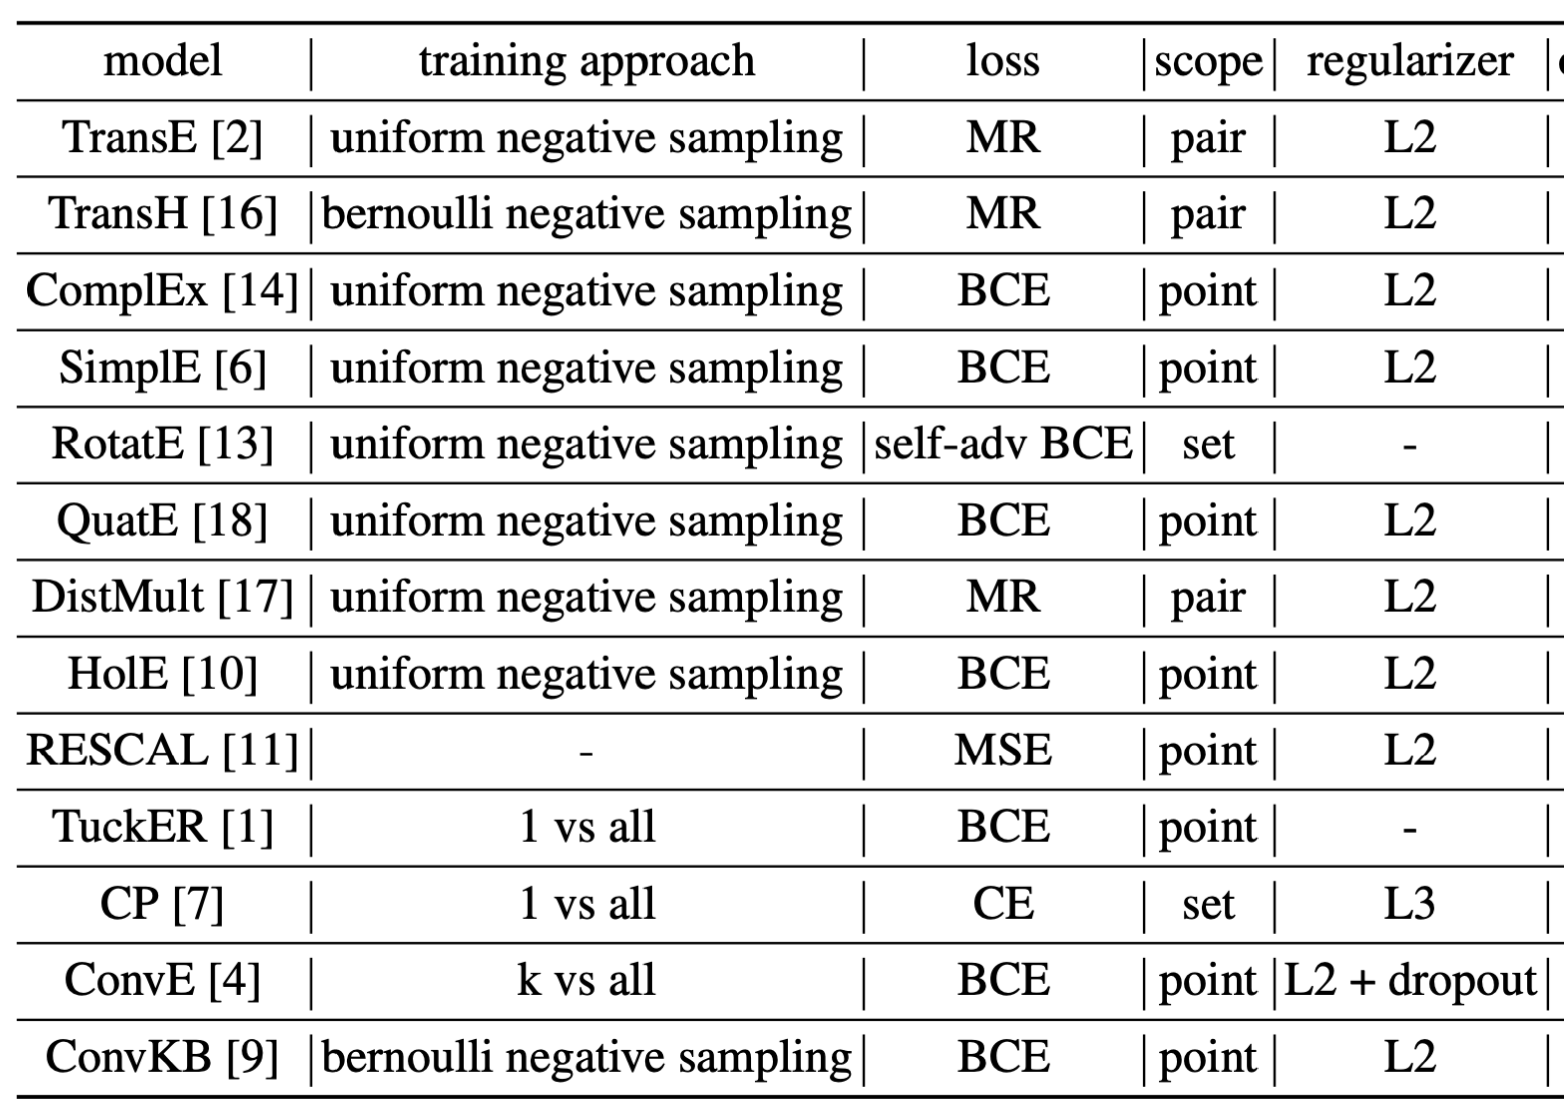 model | training approach | loss | scope | regularizer |
TransE [2] | uniform negative sampling | MR | pair | L2 |
TransH [16] | bernoulli negative sampling | MR | pair | L2 |
ComplEx [14] | uniform negative sampling | BCE | point | L2 |
SimplE [6] | uniform negative sampling | BCE | point | L2 |
RotatE [13] | uniform negative sampling | self-adv BCE | set | - |
QuatE [18] | uniform negative sampling | BCE | point | L2 |
DistMult [17] | uniform negative sampling | MR | pair | L2 |
HolE [10] | uniform negative sampling | BCE | point | L2 |
RESCAL [11] | - | MSE | point | L2 |
TuckER [1] | 1 vs all | BCE | point | - |
CP [7] | 1 vs all | CE | set | L3 |
ConvE [4] | k vs all | BCE | point | L2 + dropout |
ConvKB [9] | bernoulli negative sampling | BCE | point | L2 |